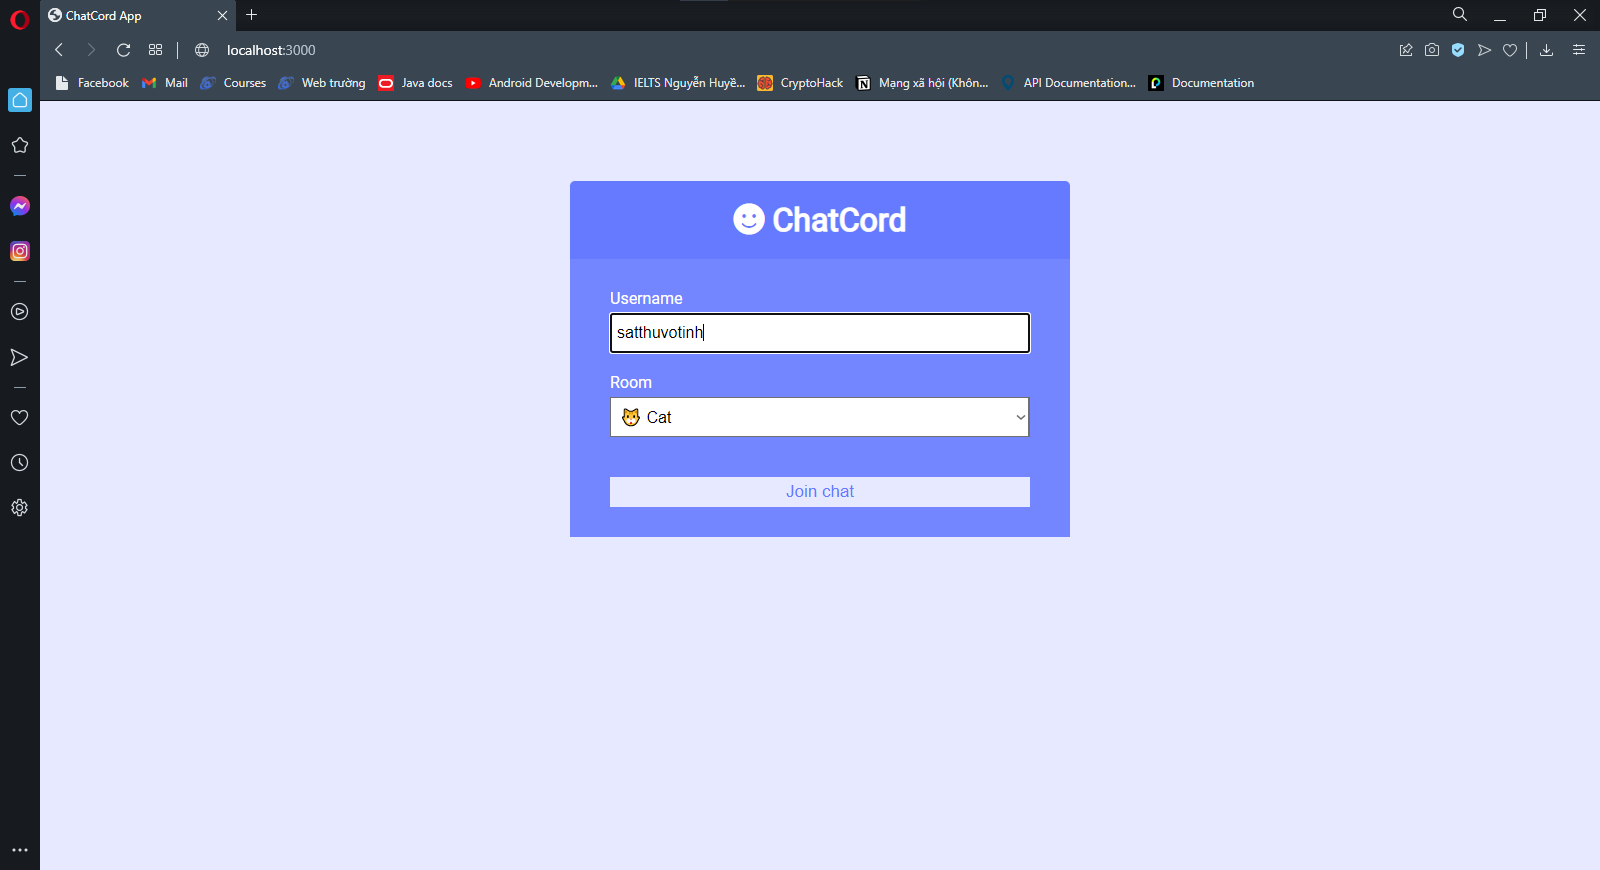 ChatCord App
localhost:3000
Facebook Mail Courses Web trường Java docs Android Developm... IELTS Nguyễn Huyề... CryptoHack Mạng xã hội (Khôn... API Documentation... Documentation
ChatCord
Username
satthuvotinh
Room
Cat
Join chat